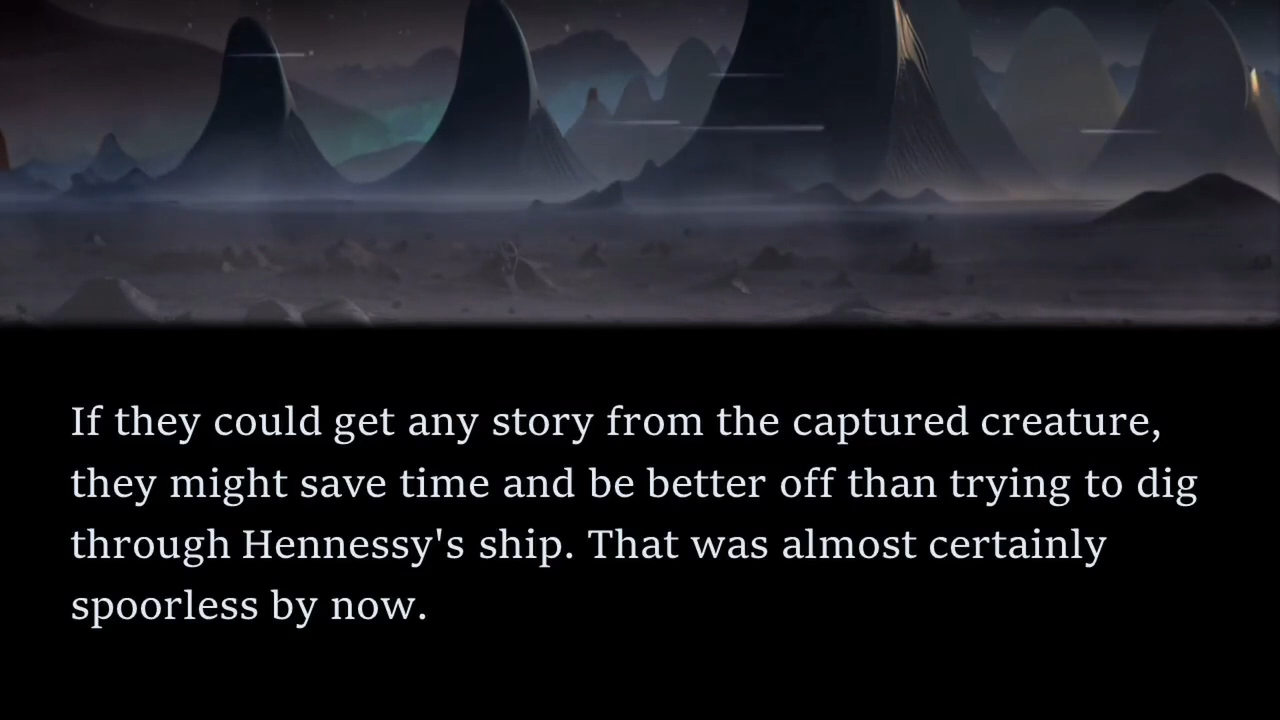 If they could get any story from the captured creature,
they might save time and be better off than trying to dig
through Hennessy's ship. That was almost certainly
spoorless by now.